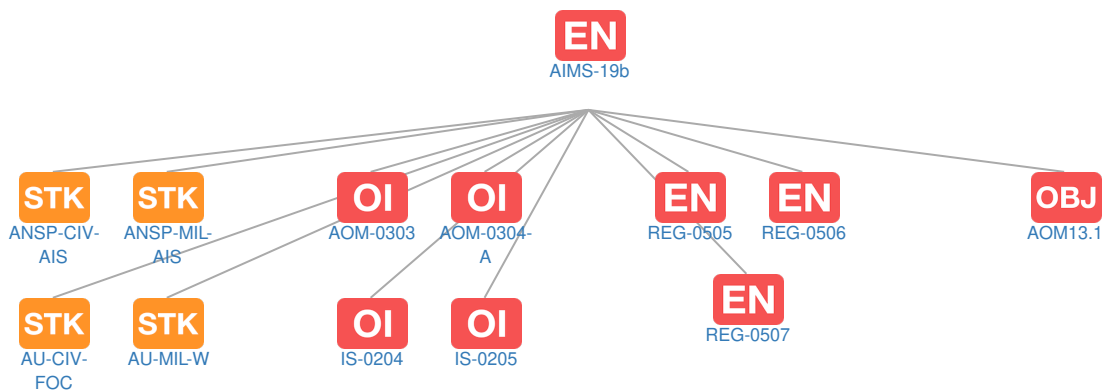 EN
AIMS-19b
STK
ANSP-CIV-
AIS
STK
ANSP-MIL-
AIS
OI
AOM-0303
OI
AOM-0304-
A
EN
REG-0505
EN
REG-0506
OBJ
AOM13.1
STK
AU-CIV-
FOC
STK
AU-MIL-W
OI
IS-0204
OI
IS-0205
EN
REG-0507